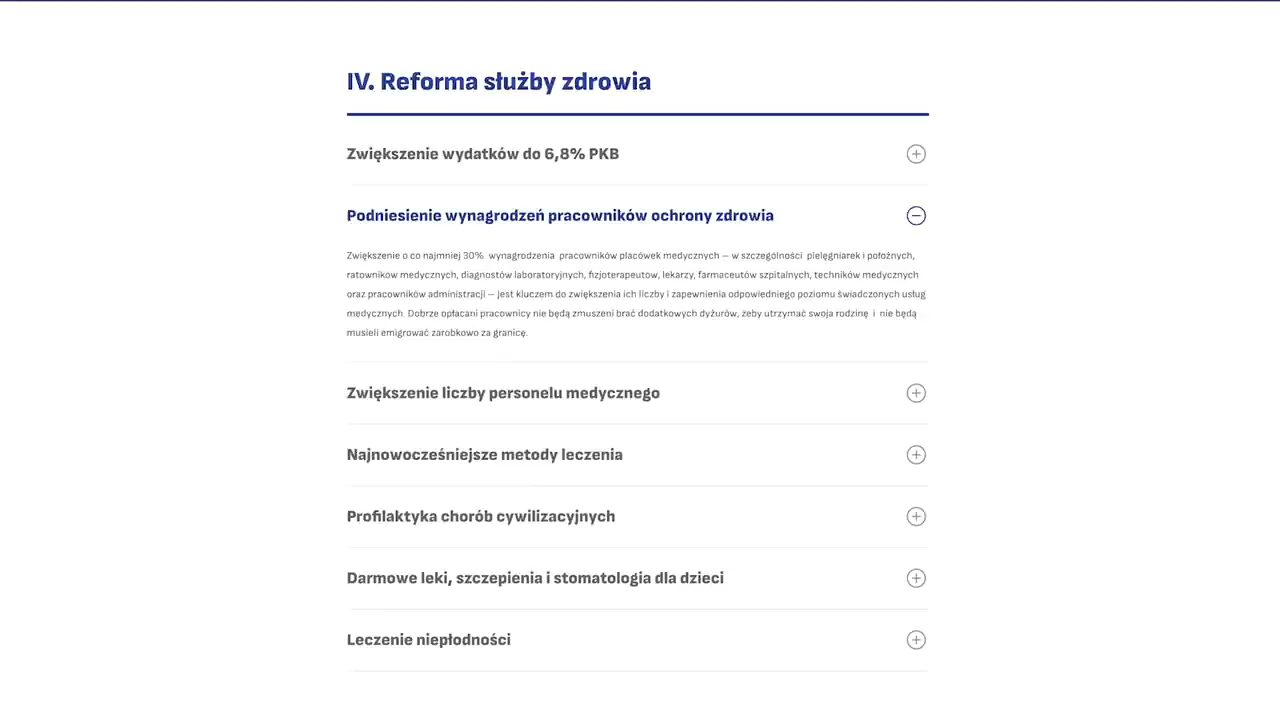 IV. Reforma służby zdrowia
Zwiększenie wydatków do 6,8% PKB
Podniesienie wynagrodzeń pracowników ochrony zdrowia
Zwiększenie o co najmniej 30% wynagrodzenia pracowników placówek medycznych – w szczególności pielęgniarek i położnych,
ratowników medycznych, diagnostów laboratoryjnych, fizjoterapeutow, lekarzy, farmaceutów szpitalnych, techników medycznych
oraz pracowników administracji – jest kluczem do zwiększenia ich liczby i zapewnienia odpowiedniego poziomu świadczonych usług
medycznych. Dobrze opłacani pracownicy nie będą zmuszeni brać dodatkowych dyżurów, żeby utrzymać swoja rodzinę i nie będą
musieli emigrować zarobkowo za granicę.
Zwiększenie liczby personelu medycznego
Najnowocześniejsze metody leczenia
Profilaktyka chorób cywilizacyjnych
Darmowe leki, szczepienia i stomatologia dla dzieci
Leczenie niepłodności